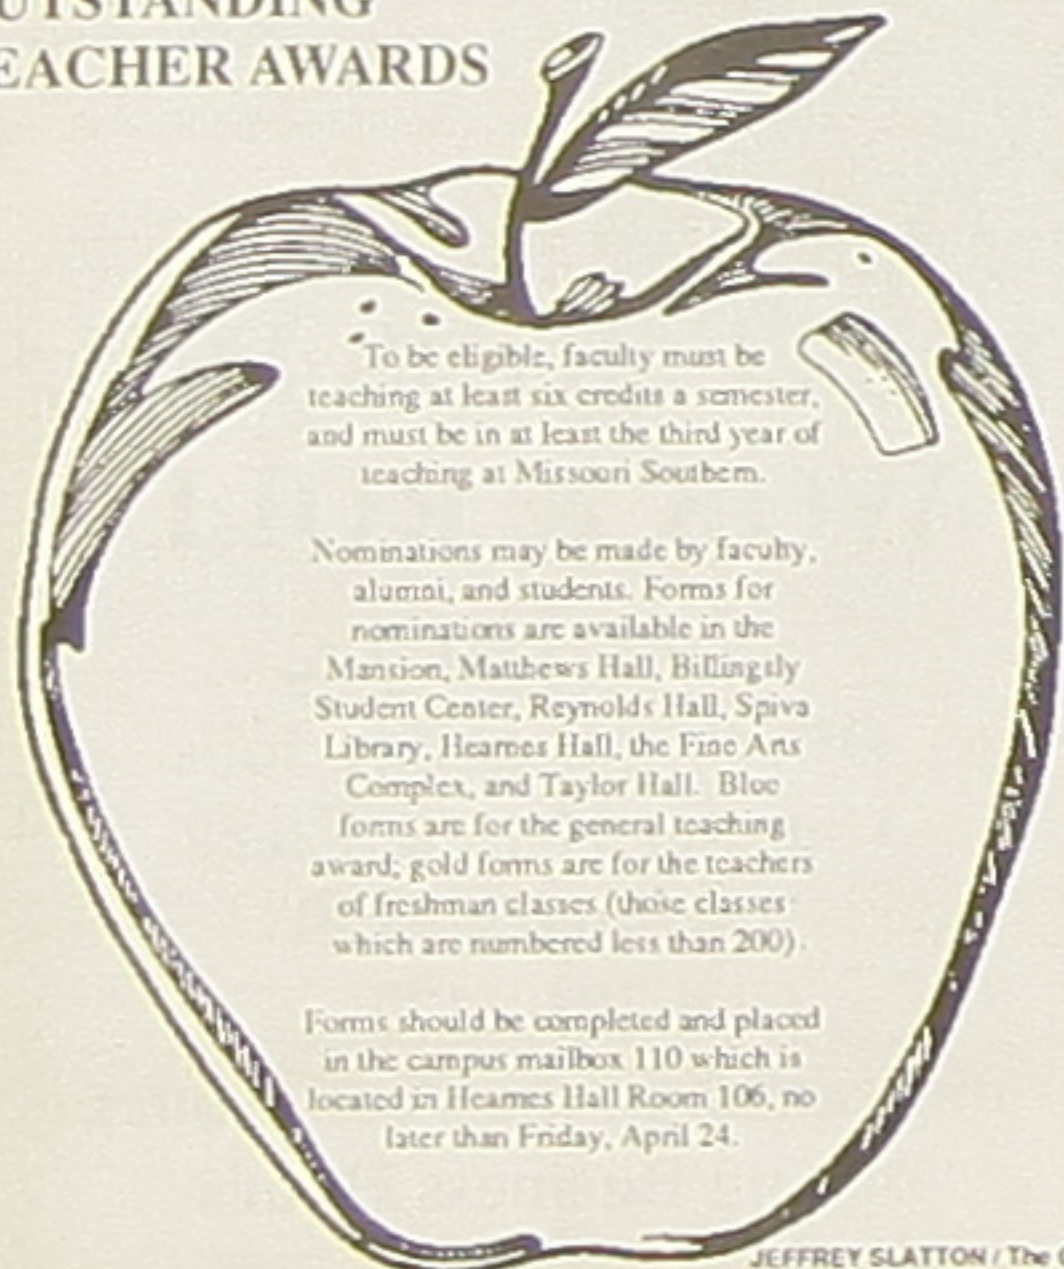 OUTSTANDING
TEACHER AWARDS
To be eligible, faculty must be
teaching at least six credits a semester,
and must be in at least the third year of
teaching at Missouri Southern.
Nominations may be made by faculty,
alumni, and students. Forms for
nominations are available in the
Mansion, Matthews Hall, Billingsly
Student Center, Reynolds Hall, Spiva
Library, Hearnes Hall, the Fine Arts
Complex, and Taylor Hall. Blue
forms are for the general teaching
award; gold forms are for the teachers
of freshman classes (those classes
which are numbered less than 200).
Forms should be completed and placed
in the campus mailbox 110 which is
located in Hearnes Hall Room 106, no
later than Friday, April 24.
JEFFREY SLATTON / The